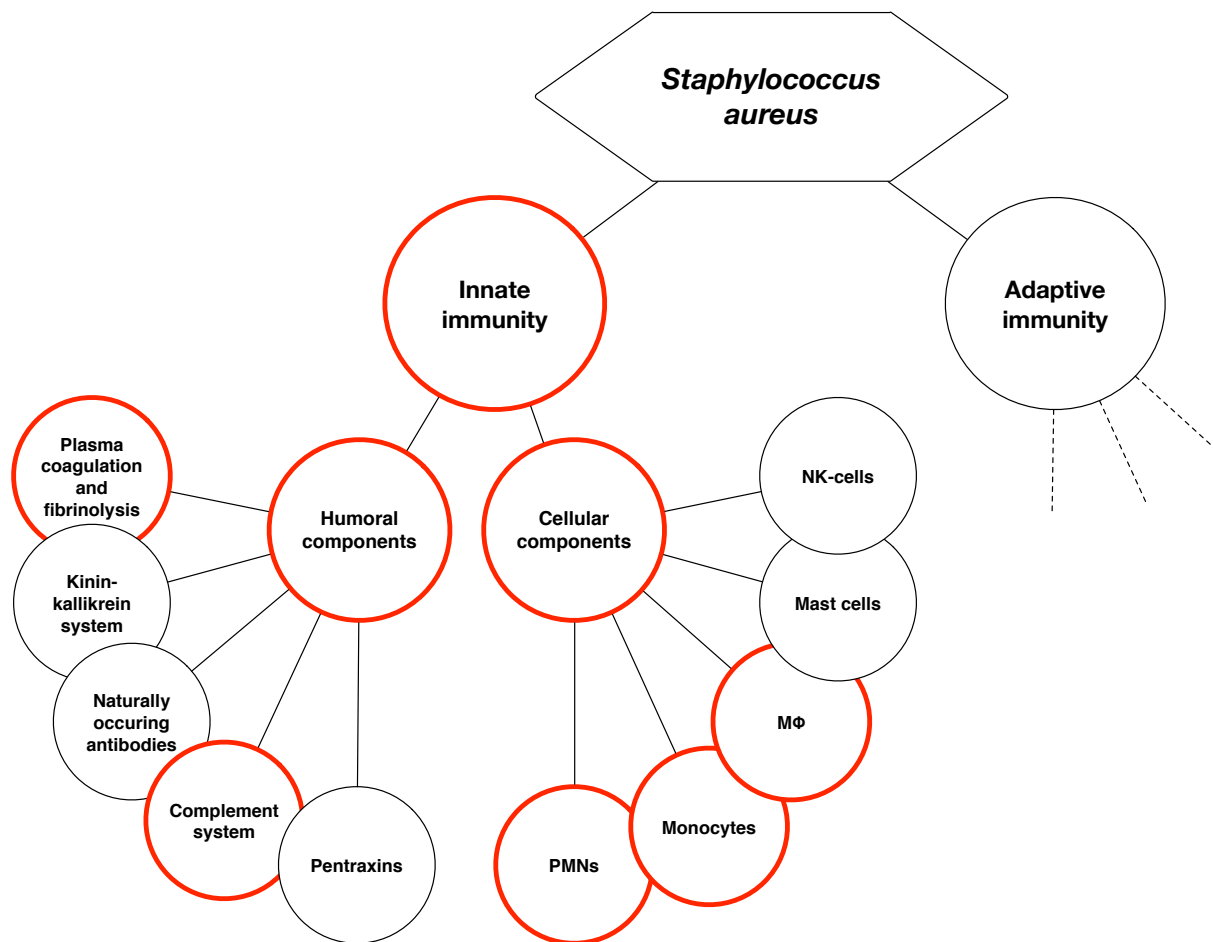 Staphylococcus
aureus
Innate
immunity
Adaptive
immunity
Plasma
coagulation
and
fibrinolysis
Humoral
components
Cellular
components
NK-cells
Kinin-
kallikrein
system
Mast cells
Naturally
occuring
antibodies
MΦ
Complement
system
Monocytes
Pentraxins
PMNs